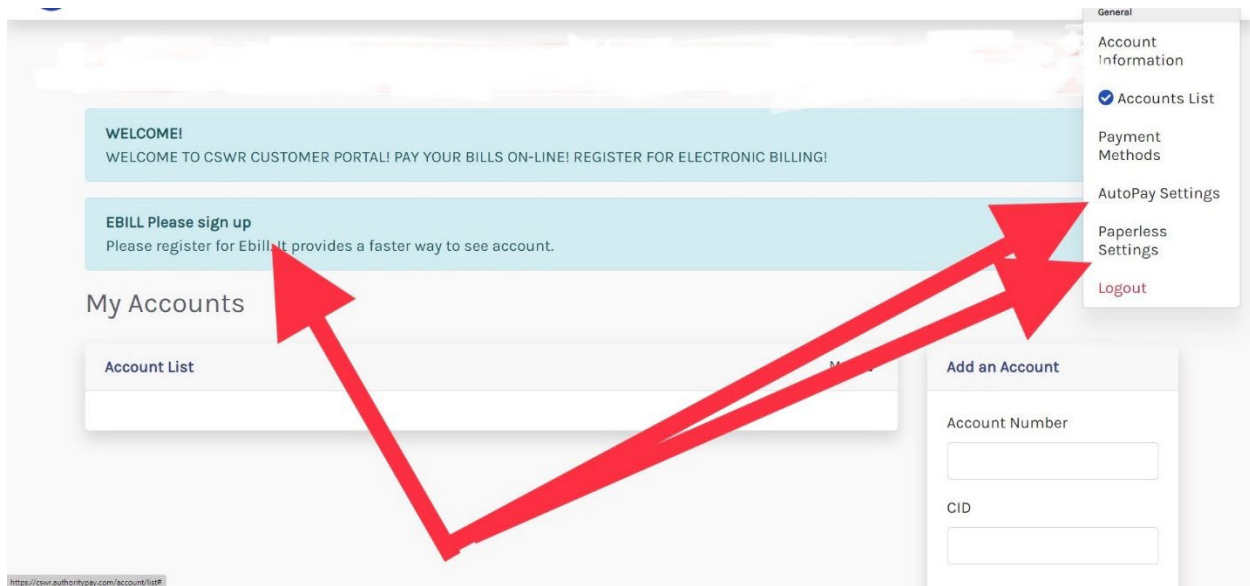 General
Account
Information
Accounts List
Payment
Methods
AutoPay Settings
Paperless
Settings
Logout
WELCOME!
WELCOME TO CSWR CUSTOMER PORTAL! PAY YOUR BILLS ON-LINE! REGISTER FOR ELECTRONIC BILLING!
EBILL Please sign up
Please register for Ebill. It provides a faster way to see account.
My Accounts
Account List
Add an Account
Account Number
CID
https://cswr.authoritypay.com/account/list#